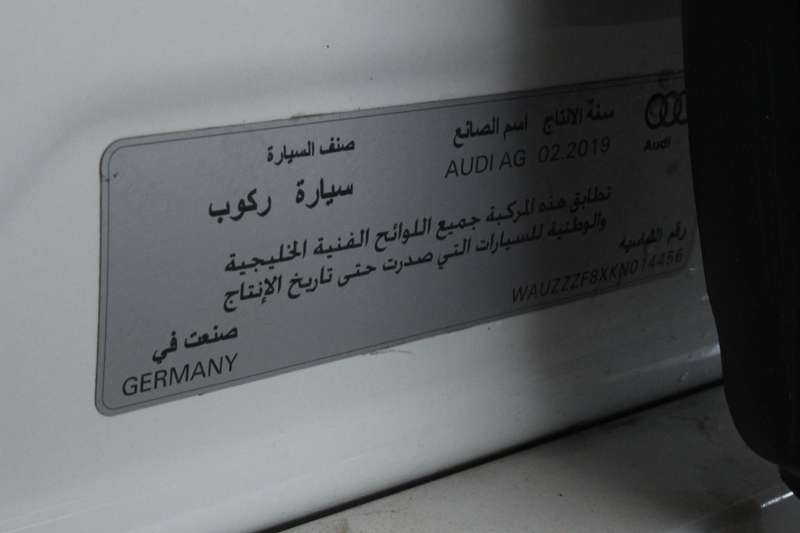 Audi
سنة الانتاج
اسم الصانع
02.2019
AUDI AG
صنف السيارة
سيارة ركوب
تطابق هذه المركبة جميع اللوائح الفنية الخليجية
والوطنية للسيارات التي صدرت حتى تاريخ الإنتاج
رقم الشاسيه
WAUZZZF8XKN014456
صنعت في
GERMANY